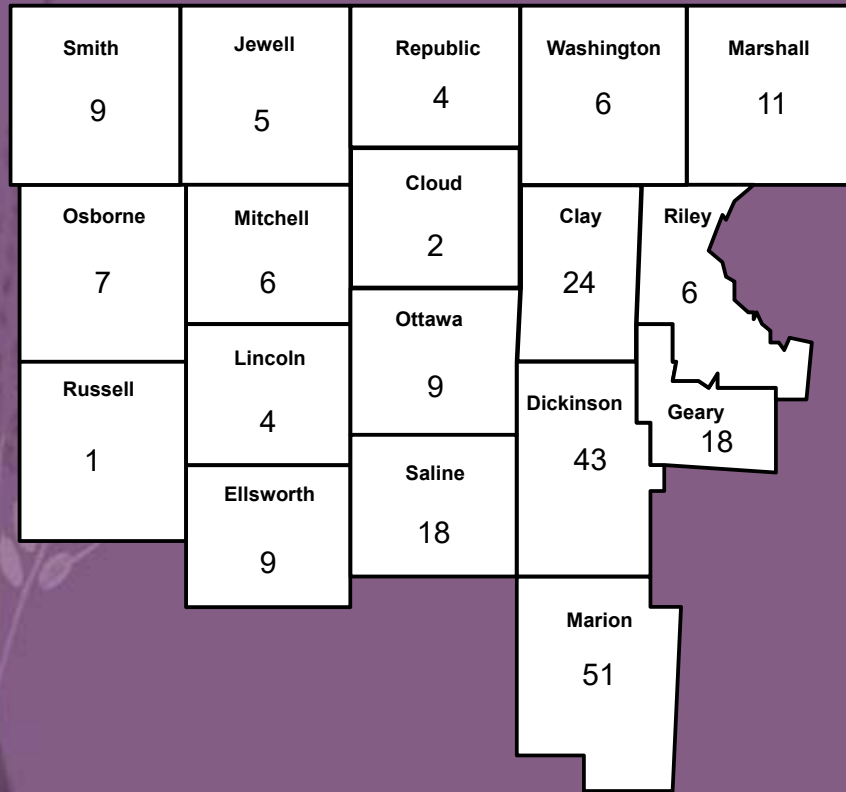 Smith
9
Jewell
5
Republic
4
Washington
6
Marshall
11
Cloud
2
Osborne
7
Mitchell
6
Clay
24
Riley
6
Ottawa
9
Lincoln
4
Russell
1
Dickinson
43
Geary
18
Saline
18
Ellsworth
9
Marion
51